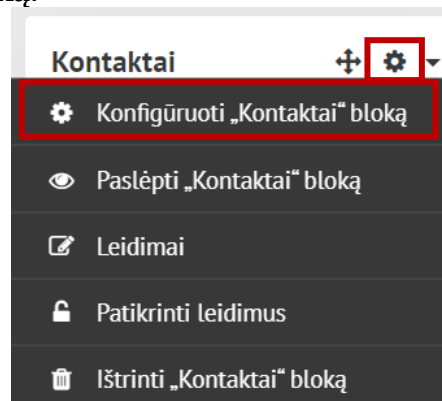 Kontaktai
Konfigūruoti „Kontaktai“ bloką
Paslėpti „Kontaktai“ bloką
Leidimai
Patikrinti leidimus
Ištrinti „Kontaktai“ bloką